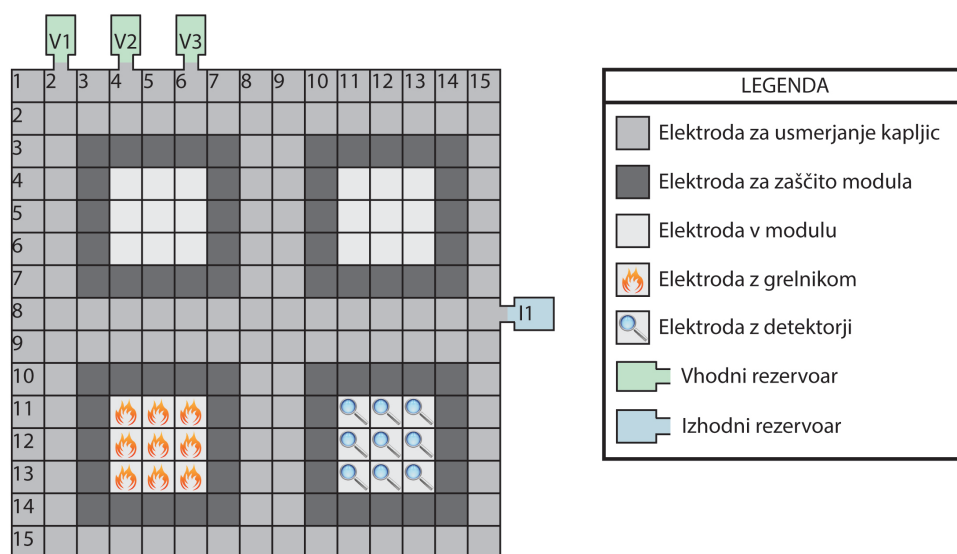 V1 V2 V3
1 2 3 4 5 6 7 8 9 10 11 12 13 14 15
2
3
4
5
6
7
8
9
10
11
12
13
14
15
I1
LEGENDA
Elektroda za usmerjanje kapljic
Elektroda za zaščito modula
Elektroda v modulu
Elektroda z grelnikom
Elektroda z detektorji
Vhodni rezervoar
Izhodni rezervoar